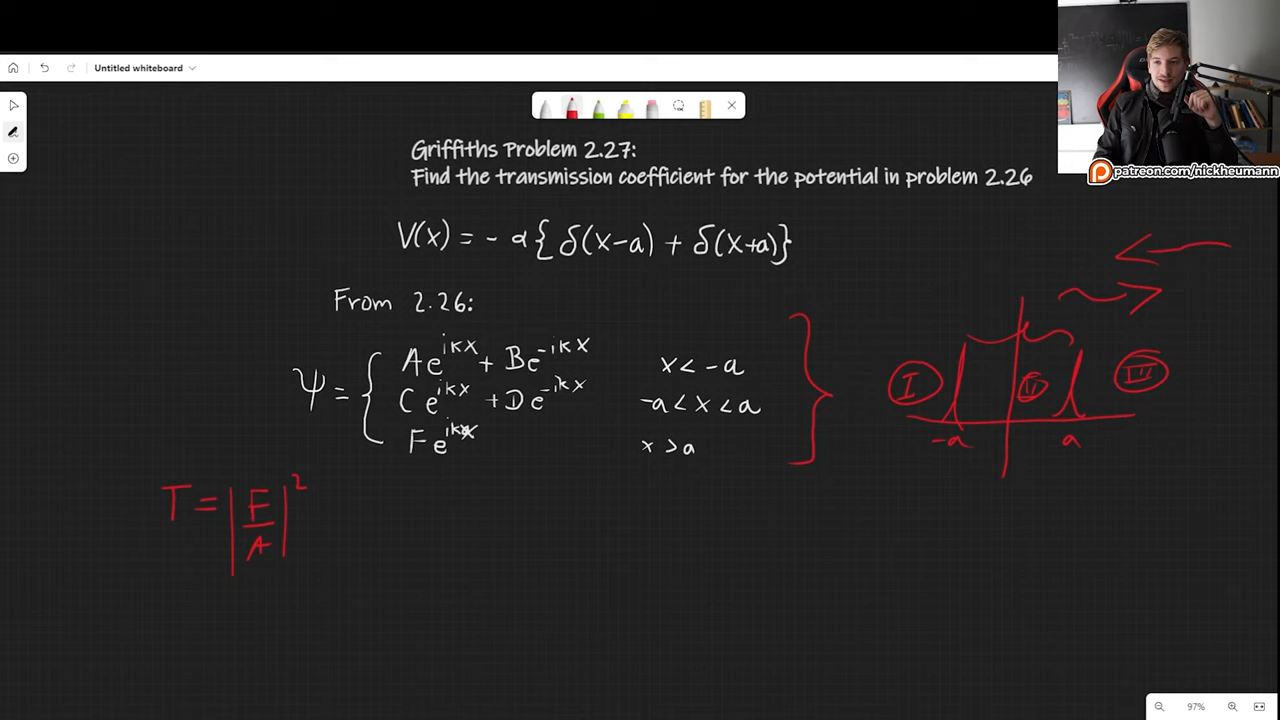 Untitled whiteboard
patreon.com/nickheumann
Griffiths Problem 2.27:
Find the transmission coefficient for the potential in problem 2.26
V(x) = - α{ δ(x-a) + δ(x+a)}
From 2.26:
Ψ = { Ae^{ikx} + Be^{-ikx} x < -a
Ce^{ikx} + De^{-ikx} -a < x < a
Fe^{ikx} x > a
I II III
-a a
T = |F/A|^2
97%